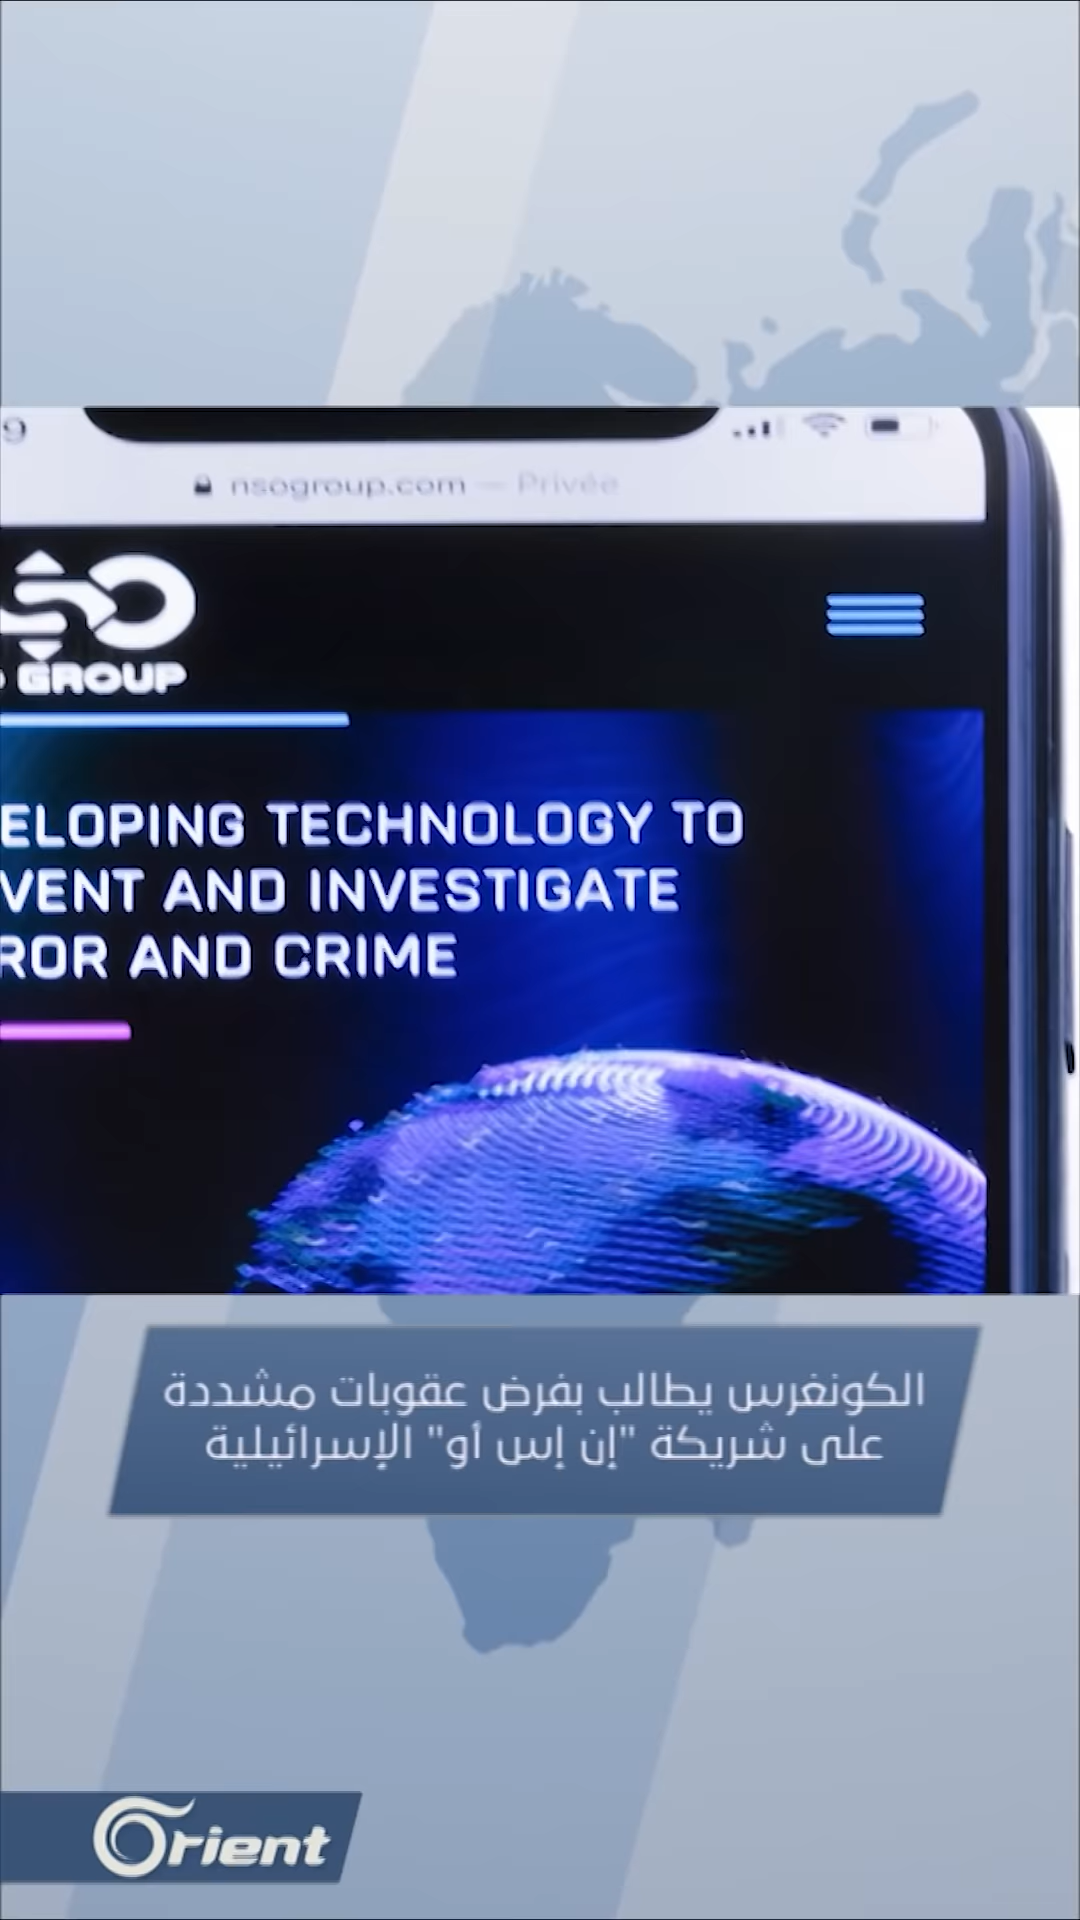 9
nsogroup.com — Privée
NSO
GROUP
ELOPING TECHNOLOGY TO
VENT AND INVESTIGATE
ROR AND CRIME
الكونغرس يطالب بفرض عقوبات مشددة
على شريكة "إن إس أو" الإسرائيلية
Orient